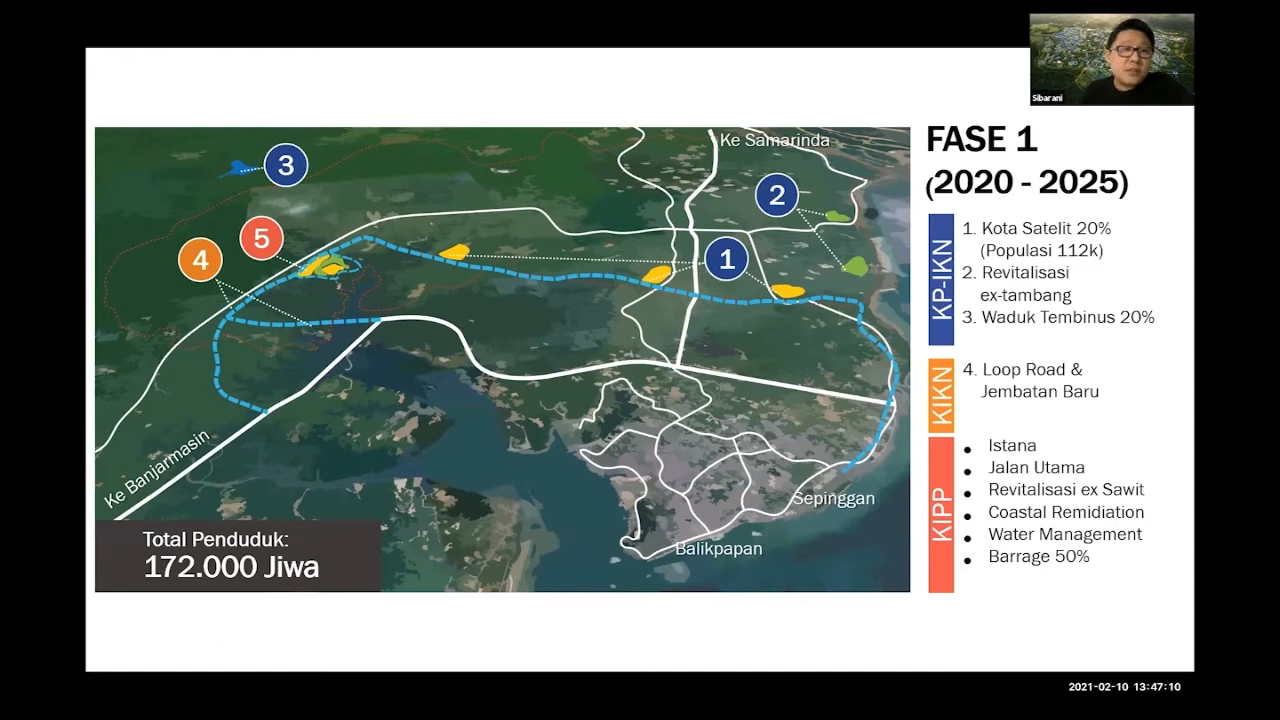 Sibarani
FASE 1
(2020 - 2025)
KP-IKN
1. Kota Satelit 20%
(Populasi 112k)
2. Revitalisasi
ex-tambang
3. Waduk Tembinus 20%
KIKN
4. Loop Road &
Jembatan Baru
KIPP
• Istana
• Jalan Utama
• Revitalisasi ex Sawit
• Coastal Remidiation
• Water Management
• Barrage 50%
Ke Samarinda
3
2
5
4
1
Ke Banjarmasin
Sepinggan
Balikpapan
Total Penduduk:
172.000 Jiwa
2021-02-10 13:47:10